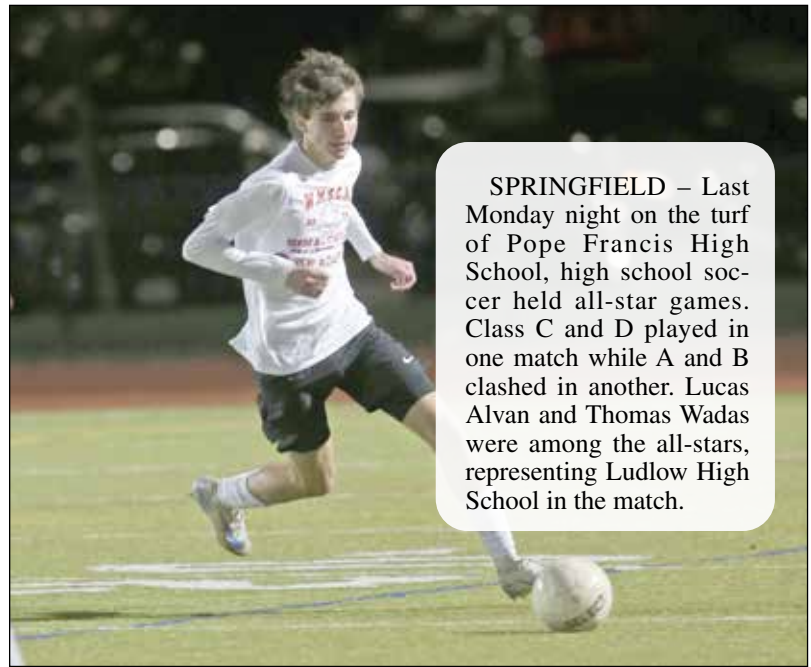 SPRINGFIELD – Last
Monday night on the turf
of Pope Francis High
School, high school soc-
cer held all-star games.
Class C and D played in
one match while A and B
clashed in another. Lucas
Alvan and Thomas Wadas
were among the all-stars,
representing Ludlow High
School in the match.
SELECT